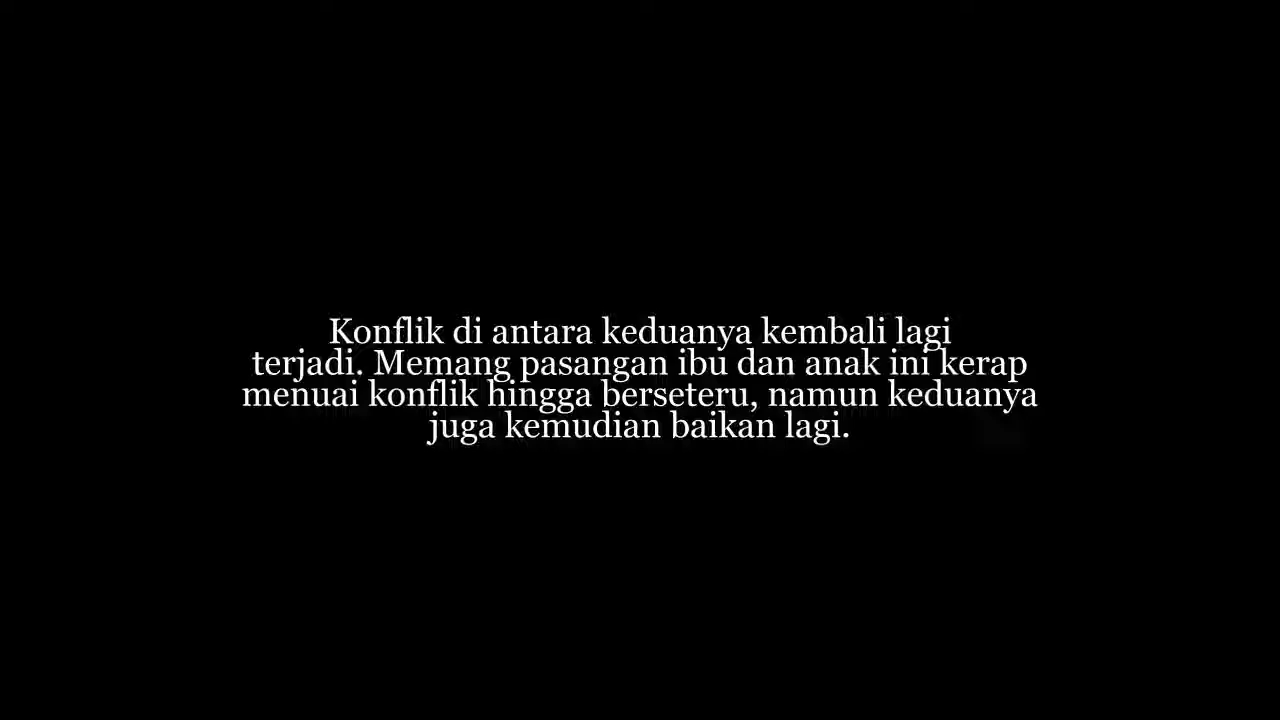 Konflik di antara keduanya kembali lagi
terjadi. Memang pasangan ibu dan anak ini kerap
menuai konflik hingga berseteru, namun keduanya
juga kemudian baikan lagi.